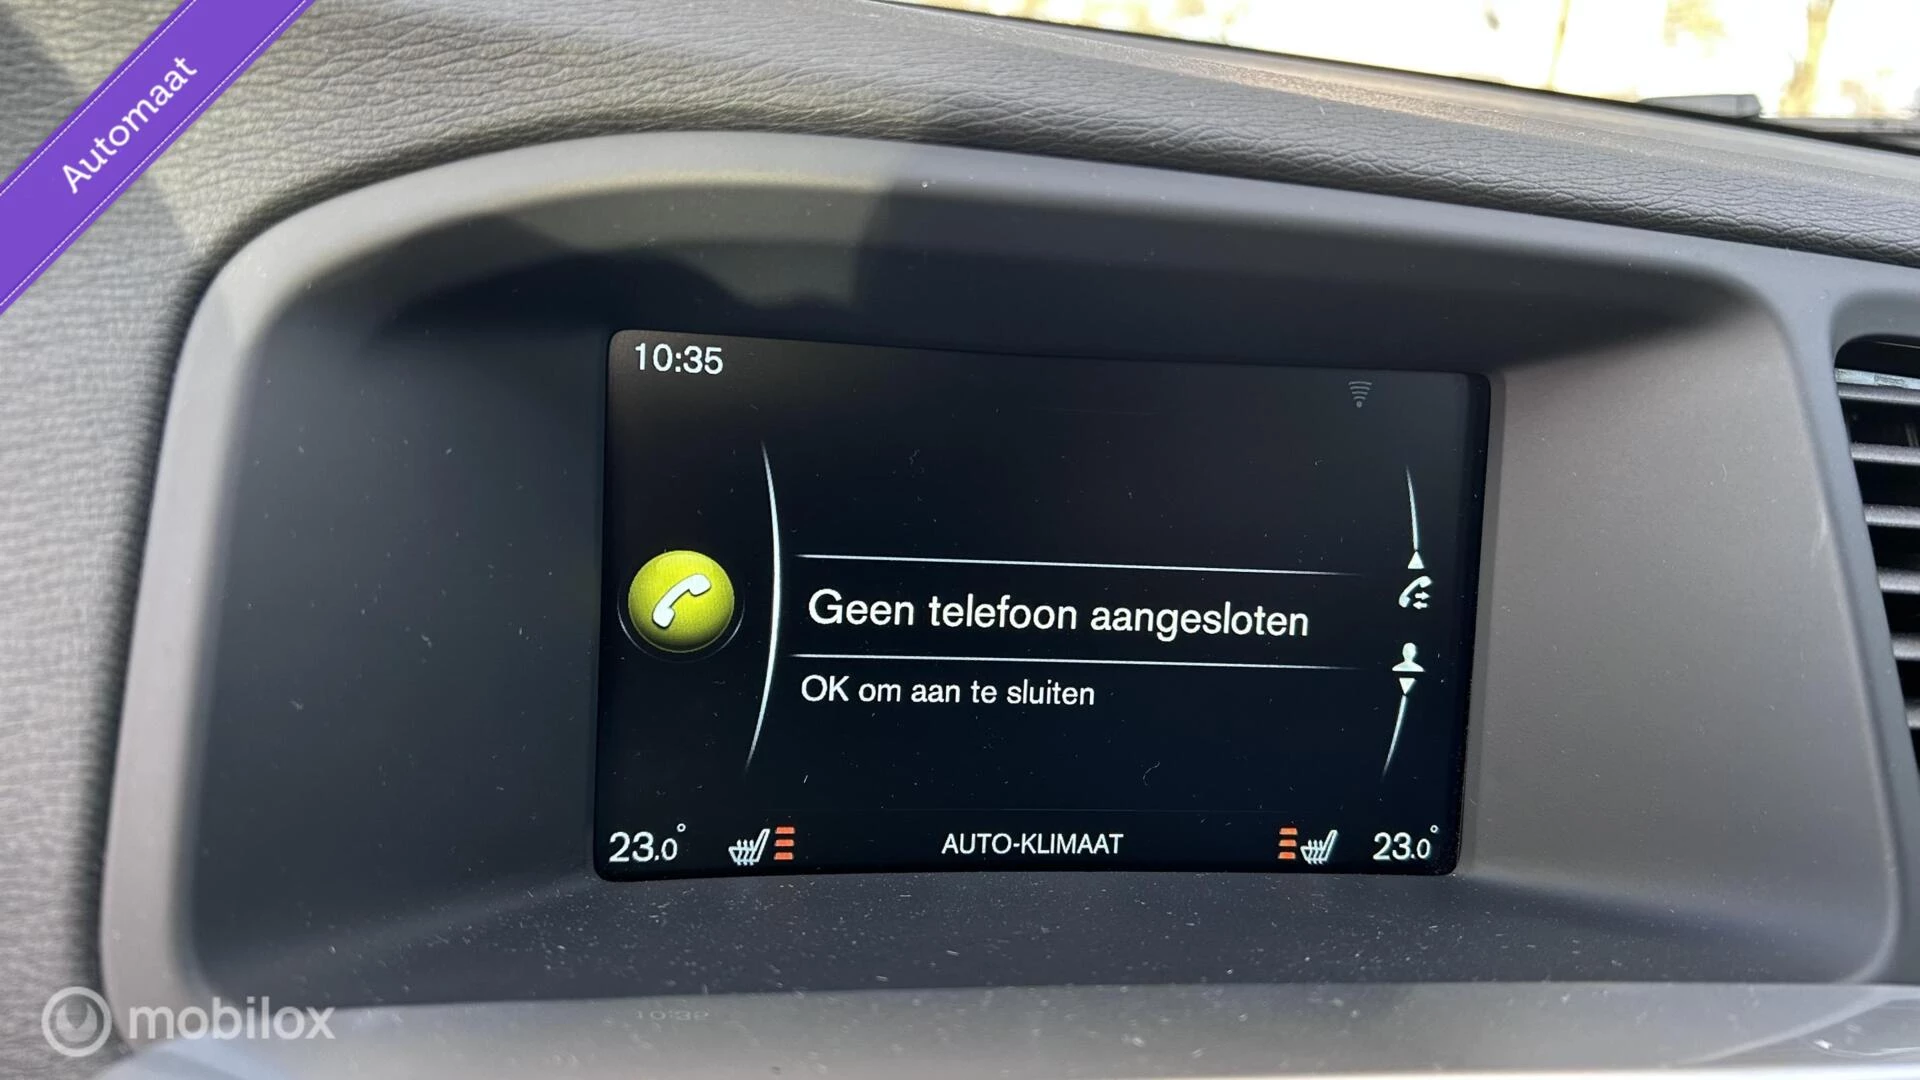 Automaat
10:35
Geen telefoon aangesloten
OK om aan te sluiten
23.0° AUTO-KLIMAAT 23.0°
mobilox